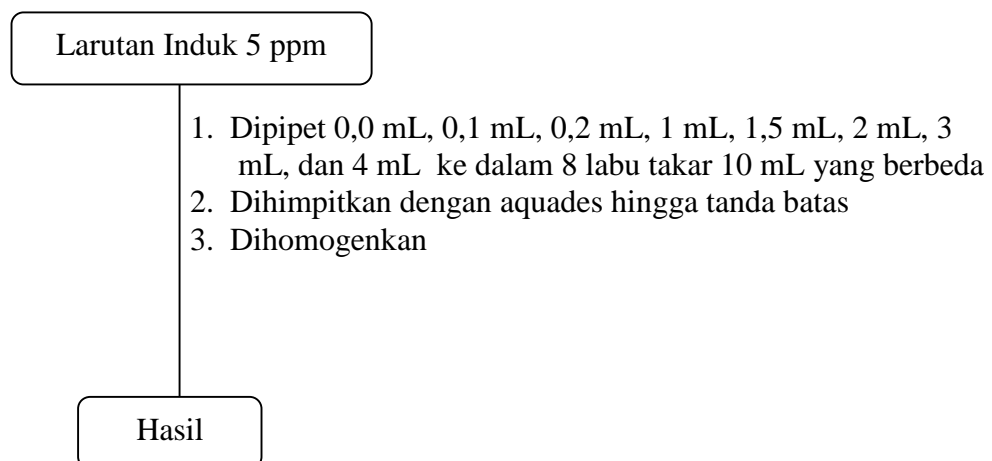 Larutan Induk 5 ppm
1. Dipipet 0,0 mL, 0,1 mL, 0,2 mL, 1 mL, 1,5 mL, 2 mL, 3
mL, dan 4 mL ke dalam 8 labu takar 10 mL yang berbeda
2. Dihimpitkan dengan aquades hingga tanda batas
3. Dihomogenkan
Hasil